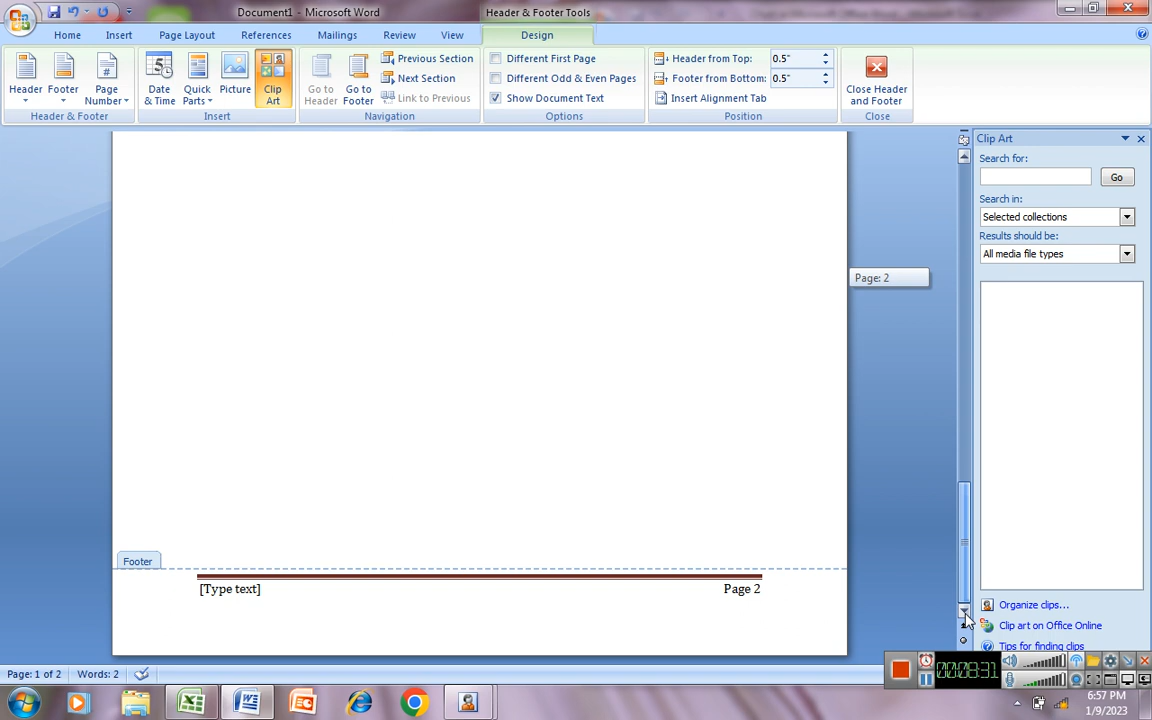 Document1 - Microsoft Word
Header & Footer Tools
Home Insert Page Layout References Mailings Review View Design
Header
Footer
Page Number
Header & Footer
Date & Time
Quick Parts
Picture
Clip Art
Insert
Go to Header
Go to Footer
Previous Section
Next Section
Link to Previous
Navigation
Different First Page
Different Odd & Even Pages
Show Document Text
Options
Header from Top: 0.5"
Footer from Bottom: 0.5"
Insert Alignment Tab
Position
Close Header and Footer
Close
Clip Art
Search for:
Go
Search in:
Selected collections
Results should be:
All media file types
Page: 2
Footer
[Type text] Page 2
Organize clips...
Clip art on Office Online
Tips for finding clips
Page: 1 of 2 Words: 2
00:08:31
6:57 PM
1/9/2023